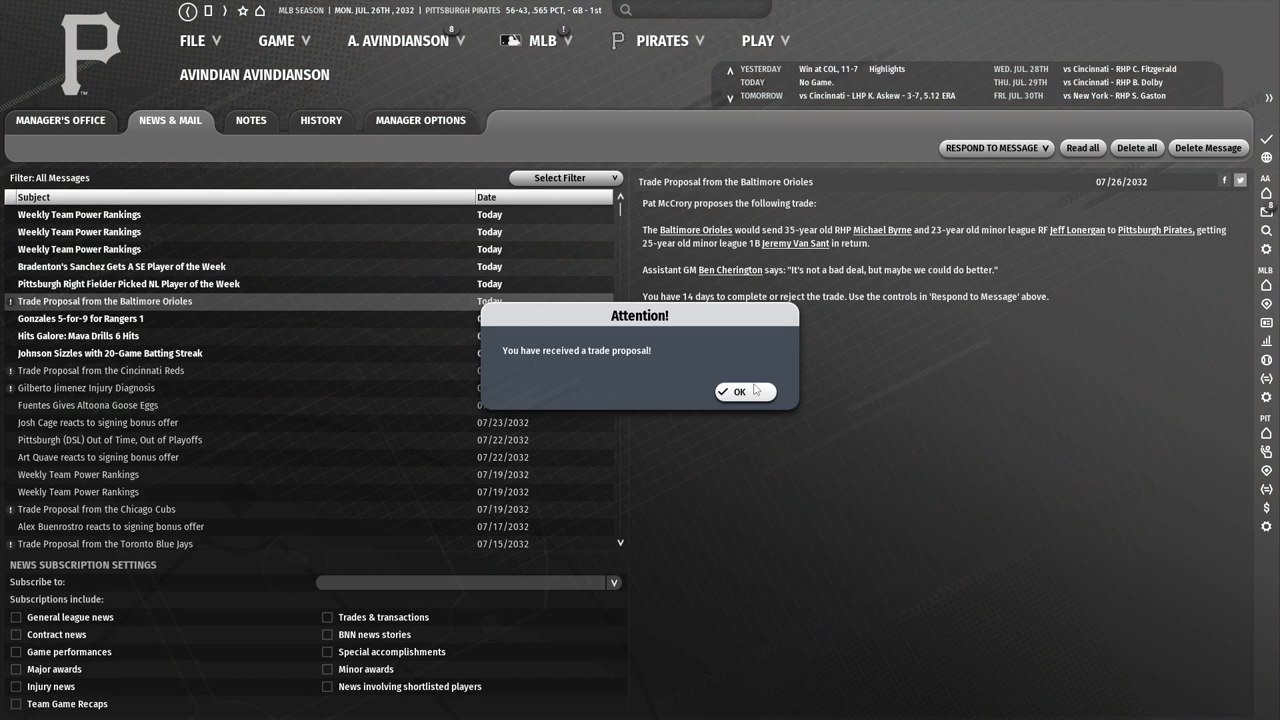 MLB SEASON | MON. JUL. 26TH , 2032 | PITTSBURGH PIRATES 56-43, .565 PCT, - GB - 1st
FILE GAME A. AVINDIANSON 8 MLB ! PIRATES PLAY
P
AVINDIAN AVINDIANSON
YESTERDAY Win at COL, 11-7 Highlights WED. JUL. 28TH vs Cincinnati - RHP C. Fitzgerald
TODAY No Game. THU. JUL. 29TH vs Cincinnati - RHP B. Dolby
TOMORROW vs Cincinnati - LHP K. Askew - 3-7, 5.12 ERA FRI. JUL. 30TH vs New York - RHP S. Gaston
MANAGER'S OFFICE NEWS & MAIL NOTES HISTORY MANAGER OPTIONS
RESPOND TO MESSAGE Read all Delete all Delete Message
Filter: All Messages Select Filter
Subject Date
Weekly Team Power Rankings Today
Weekly Team Power Rankings Today
Weekly Team Power Rankings Today
Bradenton's Sanchez Gets A SE Player of the Week Today
Pittsburgh Right Fielder Picked NL Player of the Week Today
! Trade Proposal from the Baltimore Orioles Today
Gonzales 5-for-9 for Rangers 1
Hits Galore: Mava Drills 6 Hits
Johnson Sizzles with 20-Game Batting Streak
! Trade Proposal from the Cincinnati Reds
! Gilberto Jimenez Injury Diagnosis
Fuentes Gives Altoona Goose Eggs
Josh Cage reacts to signing bonus offer 07/23/2032
Pittsburgh (DSL) Out of Time, Out of Playoffs 07/22/2032
Art Quave reacts to signing bonus offer 07/22/2032
Weekly Team Power Rankings 07/19/2032
Weekly Team Power Rankings 07/19/2032
! Trade Proposal from the Chicago Cubs 07/19/2032
Alex Buenrostro reacts to signing bonus offer 07/17/2032
! Trade Proposal from the Toronto Blue Jays 07/15/2032
NEWS SUBSCRIPTION SETTINGS
Subscribe to:
Subscriptions include:
General league news Trades & transactions
Contract news BNN news stories
Game performances Special accomplishments
Major awards Minor awards
Injury news News involving shortlisted players
Team Game Recaps
Trade Proposal from the Baltimore Orioles 07/26/2032 f
Pat McCrory proposes the following trade:
The Baltimore Orioles would send 35-year old RHP Michael Byrne and 23-year old minor league RF Jeff Lonergan to Pittsburgh Pirates, getting
25-year old minor league 1B Jeremy Van Sant in return.
Assistant GM Ben Cherington says: "It's not a bad deal, but maybe we could do better."
You have 14 days to complete or reject the trade. Use the controls in 'Respond to Message' above.
Attention!
You have received a trade proposal!
OK
AA
8
MLB
PIT
$